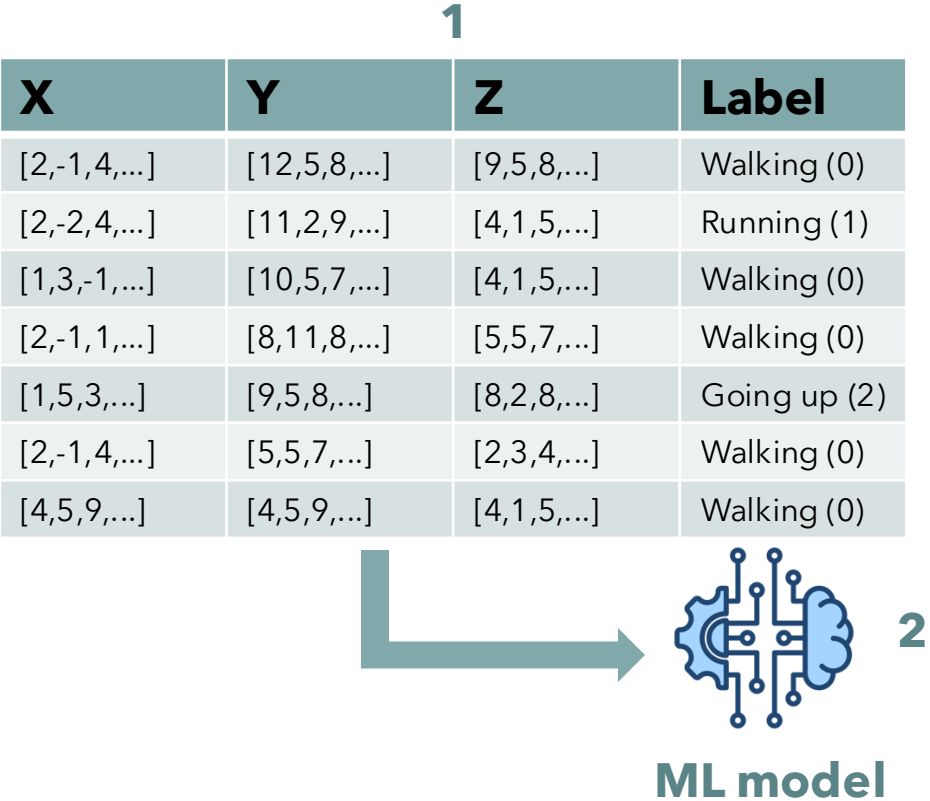 1
X Y Z Label
[2,-1,4,...] [12,5,8,...] [9,5,8,...] Walking (0)
[2,-2,4,...] [11,2,9,...] [4,1,5,...] Running (1)
[1,3,-1,...] [10,5,7,...] [4,1,5,...] Walking (0)
[2,-1,1,...] [8,11,8,...] [5,5,7,...] Walking (0)
[1,5,3,...] [9,5,8,...] [8,2,8,...] Going up (2)
[2,-1,4,...] [5,5,7,...] [2,3,4,...] Walking (0)
[4,5,9,...] [4,5,9,...] [4,1,5,...] Walking (0)
2
ML model